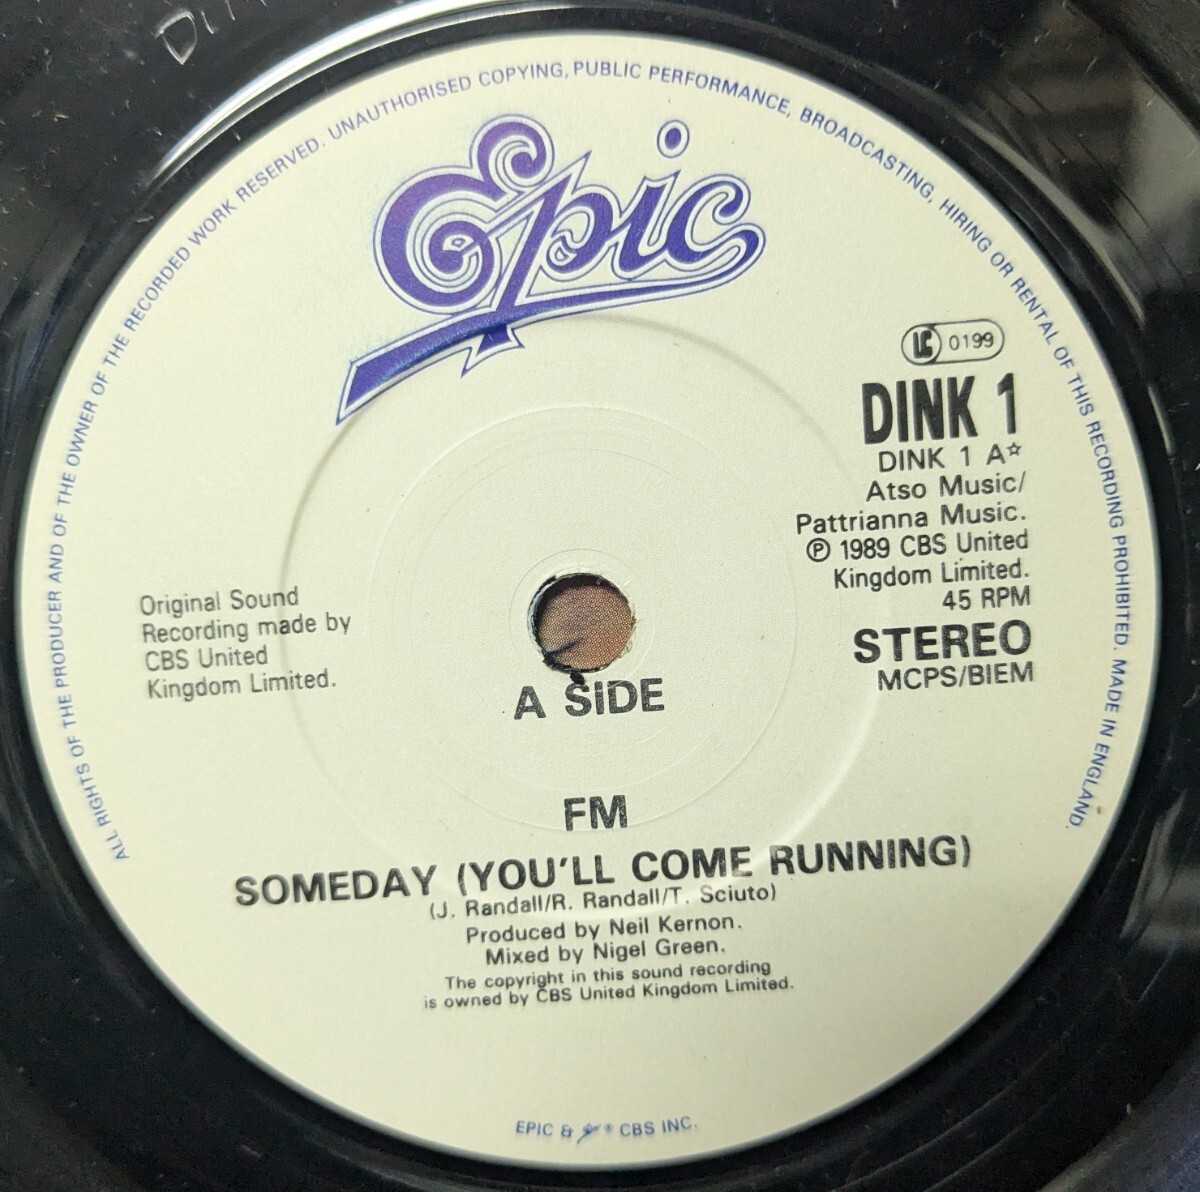 ALL RIGHTS OF THE PRODUCER AND OF THE OWNER OF THE RECORDED WORK RESERVED. UNAUTHORISED COPYING, PUBLIC PERFORMANCE, BROADCASTING, HIRING OR RENTAL OF THIS RECORDING PROHIBITED. MADE IN ENGLAND.
Epic
LC 0199
DINK 1
DINK 1 A☆
Atso Music/
Pattrianna Music.
℗ 1989 CBS United
Kingdom Limited.
45 RPM
STEREO
MCPS/BIEM
Original Sound
Recording made by
CBS United
Kingdom Limited.
A SIDE
FM
SOMEDAY (YOU'LL COME RUNNING)
(J. Randall/R. Randall/T. Sciuto)
Produced by Neil Kernon.
Mixed by Nigel Green.
The copyright in this sound recording
is owned by CBS United Kingdom Limited.
EPIC & Epic ® CBS INC.